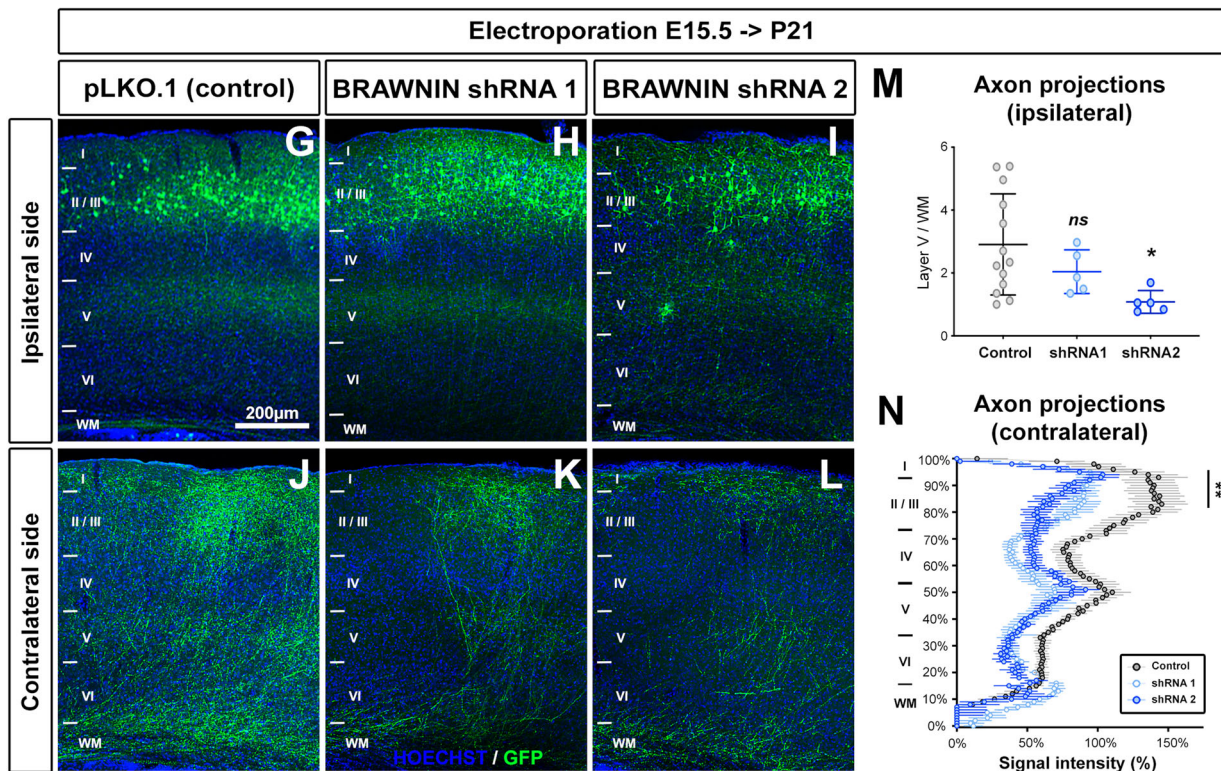 Electroporation E15.5 -> P21
pLKO.1 (control)
BRAWNIN shRNA 1
BRAWNIN shRNA 2
Ipsilateral side
G
I
II / III
IV
V
VI
WM
200µm
H
I
II / III
IV
V
VI
WM
I
I
II / III
IV
V
VI
WM
Contralateral side
J
I
II / III
IV
V
VI
WM
K
I
II / III
IV
V
VI
WM
HOECHST / GFP
L
I
II / III
IV
V
VI
WM
M
Axon projections
(ipsilateral)
Layer V / WM
6
4
2
0
ns
*
Control
shRNA1
shRNA2
N
Axon projections
(contralateral)
I
II / III
IV
V
VI
WM
100%
90%
80%
70%
60%
50%
40%
30%
20%
10%
0%
**
Control
shRNA 1
shRNA 2
0%
50%
100%
150%
Signal intensity (%)